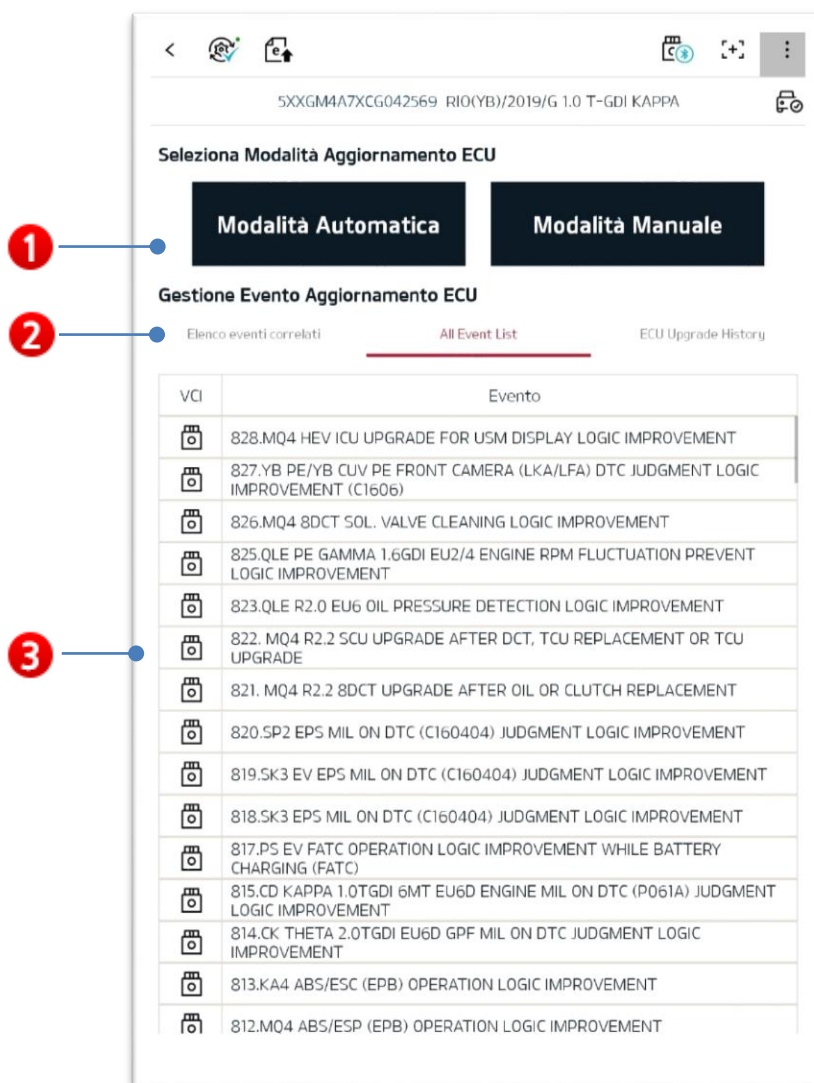 5XXGM4A7XCG042569 RIO(YB)/2019/G 1.0 T-GDI KAPPA
Seleziona Modalità Aggiornamento ECU
Modalità Automatica Modalità Manuale
1
Gestione Evento Aggiornamento ECU
2
Elenco eventi correlati All Event List ECU Upgrade History
VCI Evento
828.MQ4 HEV ICU UPGRADE FOR USM DISPLAY LOGIC IMPROVEMENT
827.YB PE/YB CUV PE FRONT CAMERA (LKA/LFA) DTC JUDGMENT LOGIC
IMPROVEMENT (C1606)
826.MQ4 8DCT SOL. VALVE CLEANING LOGIC IMPROVEMENT
825.QLE PE GAMMA 1.6GDI EU2/4 ENGINE RPM FLUCTUATION PREVENT
LOGIC IMPROVEMENT
823.QLE R2.0 EU6 OIL PRESSURE DETECTION LOGIC IMPROVEMENT
3
822. MQ4 R2.2 SCU UPGRADE AFTER DCT, TCU REPLACEMENT OR TCU
UPGRADE
821. MQ4 R2.2 8DCT UPGRADE AFTER OIL OR CLUTCH REPLACEMENT
820.SP2 EPS MIL ON DTC (C160404) JUDGMENT LOGIC IMPROVEMENT
819.SK3 EV EPS MIL ON DTC (C160404) JUDGMENT LOGIC IMPROVEMENT
818.SK3 EPS MIL ON DTC (C160404) JUDGMENT LOGIC IMPROVEMENT
817.PS EV FATC OPERATION LOGIC IMPROVEMENT WHILE BATTERY
CHARGING (FATC)
815.CD KAPPA 1.0TGDI 6MT EU6D ENGINE MIL ON DTC (P061A) JUDGMENT
LOGIC IMPROVEMENT
814.CK THETA 2.0TGDI EU6D GPF MIL ON DTC JUDGMENT LOGIC
IMPROVEMENT
813.KA4 ABS/ESC (EPB) OPERATION LOGIC IMPROVEMENT
812.MQ4 ABS/ESP (EPB) OPERATION LOGIC IMPROVEMENT